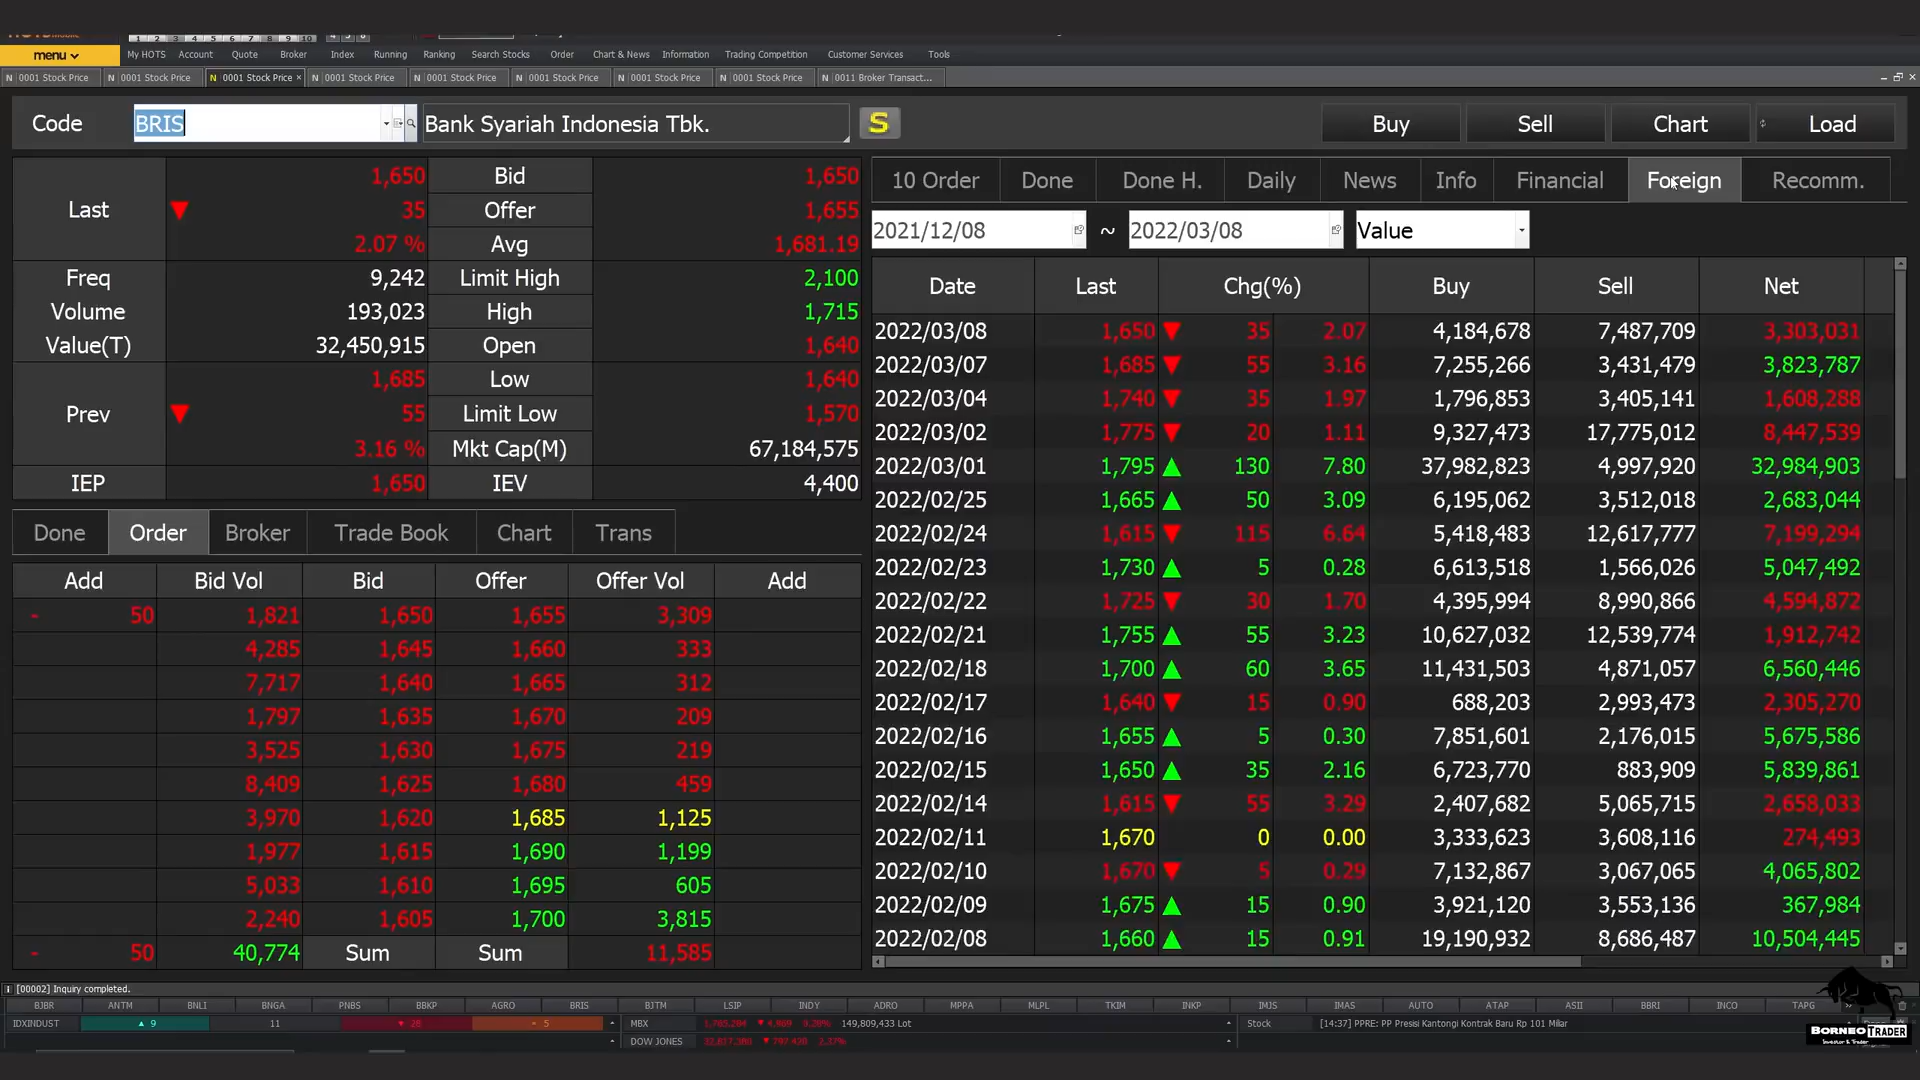 1 2 3 4 5 6 7 8 9 10
menu My HOTS Account Quote Broker Index Running Ranking Search Stocks Order Chart & News Information Trading Competition Customer Services Tools
N 0001 Stock Price N 0001 Stock Price N 0001 Stock Price × N 0001 Stock Price N 0001 Stock Price N 0001 Stock Price N 0001 Stock Price N 0001 Stock Price N 0011 Broker Transact...
Code BRIS Bank Syariah Indonesia Tbk. S Buy Sell Chart Load
10 Order Done Done H. Daily News Info Financial Foreign Recomm.
2021/12/08 ~ 2022/03/08 Value
Last ▼ 1,650 35 2.07 %
Bid 1,650
Offer 1,655
Avg 1,681.19
Freq 9,242 Limit High 2,100
Volume 193,023 High 1,715
Value(T) 32,450,915 Open 1,640
Prev ▼ 1,685 55 3.16 %
Low 1,640
Limit Low 1,570
Mkt Cap(M) 67,184,575
IEP 1,650 IEV 4,400
Done Order Broker Trade Book Chart Trans
Add Bid Vol Bid Offer Offer Vol Add
- 50 1,821 1,650 1,655 3,309
4,285 1,645 1,660 333
7,717 1,640 1,665 312
1,797 1,635 1,670 209
3,525 1,630 1,675 219
8,409 1,625 1,680 459
3,970 1,620 1,685 1,125
1,977 1,615 1,690 1,199
5,033 1,610 1,695 605
2,240 1,605 1,700 3,815
- 50 40,774 Sum Sum 11,585
Date Last Chg(%) Buy Sell Net
2022/03/08 1,650 ▼ 35 2.07 4,184,678 7,487,709 3,303,031
2022/03/07 1,685 ▼ 55 3.16 7,255,266 3,431,479 3,823,787
2022/03/04 1,740 ▼ 35 1.97 1,796,853 3,405,141 1,608,288
2022/03/02 1,775 ▼ 20 1.11 9,327,473 17,775,012 8,447,539
2022/03/01 1,795 ▲ 130 7.80 37,982,823 4,997,920 32,984,903
2022/02/25 1,665 ▲ 50 3.09 6,195,062 3,512,018 2,683,044
2022/02/24 1,615 ▼ 115 6.64 5,418,483 12,617,777 7,199,294
2022/02/23 1,730 ▲ 5 0.28 6,613,518 1,566,026 5,047,492
2022/02/22 1,725 ▼ 30 1.70 4,395,994 8,990,866 4,594,872
2022/02/21 1,755 ▲ 55 3.23 10,627,032 12,539,774 1,912,742
2022/02/18 1,700 ▲ 60 3.65 11,431,503 4,871,057 6,560,446
2022/02/17 1,640 ▼ 15 0.90 688,203 2,993,473 2,305,270
2022/02/16 1,655 ▲ 5 0.30 7,851,601 2,176,015 5,675,586
2022/02/15 1,650 ▲ 35 2.16 6,723,770 883,909 5,839,861
2022/02/14 1,615 ▼ 55 3.29 2,407,682 5,065,715 2,658,033
2022/02/11 1,670 0 0.00 3,333,623 3,608,116 274,493
2022/02/10 1,670 ▼ 5 0.29 7,132,867 3,067,065 4,065,802
2022/02/09 1,675 ▲ 15 0.90 3,921,120 3,553,136 367,984
2022/02/08 1,660 ▲ 15 0.91 19,190,932 8,686,487 10,504,445
[00002] Inquiry completed.
BJBR ANTM BNLI BNGA PNBS BBKP AGRO BRIS BJTM LSIP INDY ADRO MPPA MLPL TKIM INKP IMJS IMAS AUTO ATAP ASII BBRI INCO TAPG
IDXINDUST ▲ 9 11 ▼ 28 - 5 MBX 149,809,433 Lot Stock [14:37] PPRE: PP Presisi Kantongi Kontrak Baru Rp 101 Miliar
DOW JONES 2.37%
BORNEO TRADER
Investor & Trader